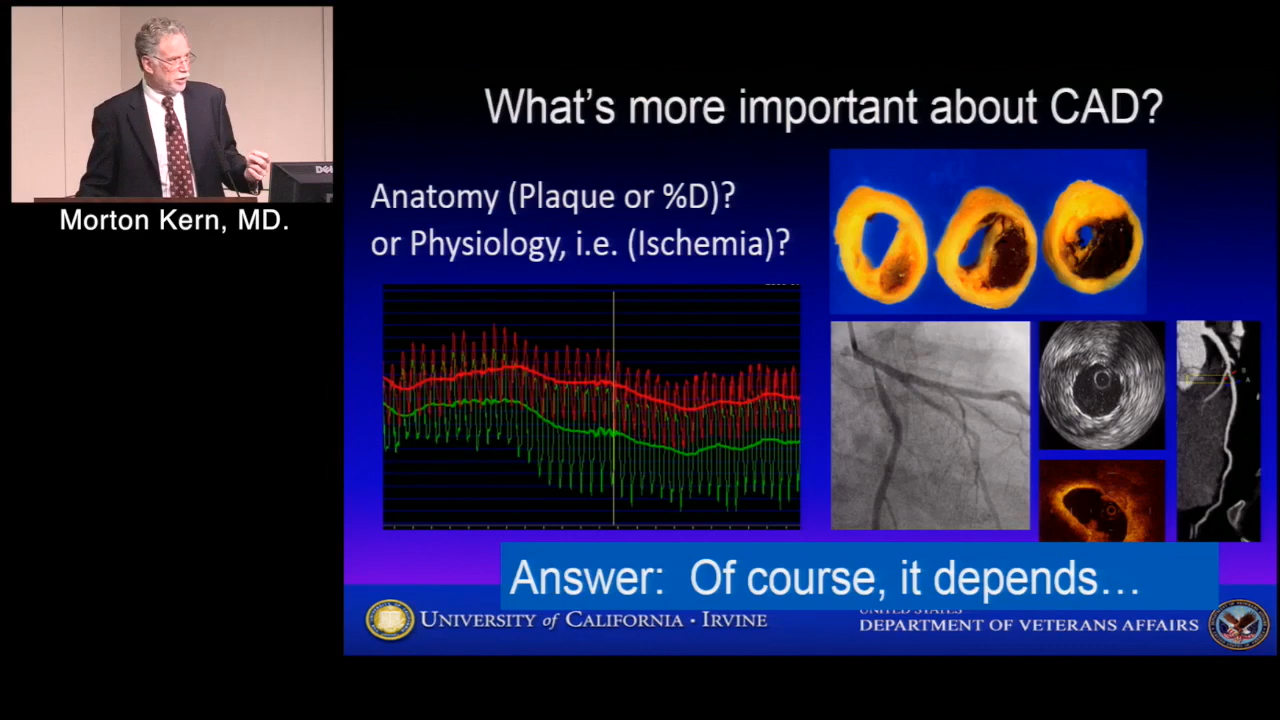 What's more important about CAD?
Anatomy (Plaque or %D)?
or Physiology, i.e. (Ischemia)?
DELL
Morton Kern, MD.
Answer: Of course, it depends...
UNIVERSITY of CALIFORNIA · IRVINE
UNITED STATES
DEPARTMENT OF VETERANS AFFAIRS